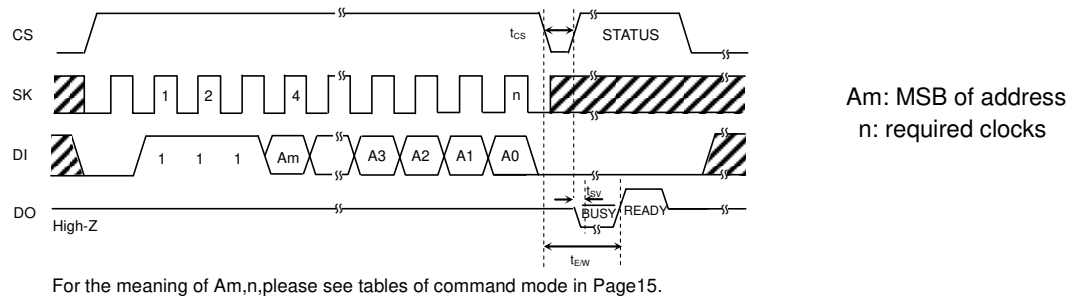 CS
tCS
STATUS
SK
1 2 4 n
DI
1 1 1 Am A3 A2 A1 A0
DO
High-Z
tSV
BUSY READY
tE/W
Am: MSB of address
n: required clocks
For the meaning of Am,n,please see tables of command mode in Page15.